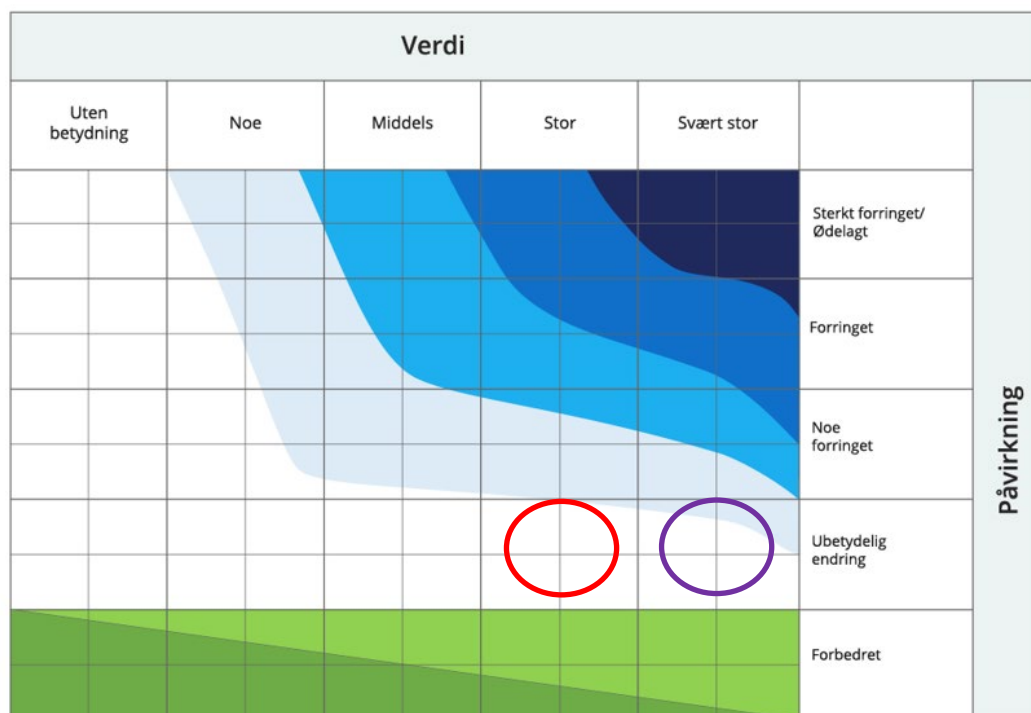 Verdi
Uten
betydning
Noe
Middels
Stor
Svært stor
Sterkt forringet/
Ødelagt
Forringet
Noe
forringet
Ubetydelig
endring
Forbedret
Påvirkning